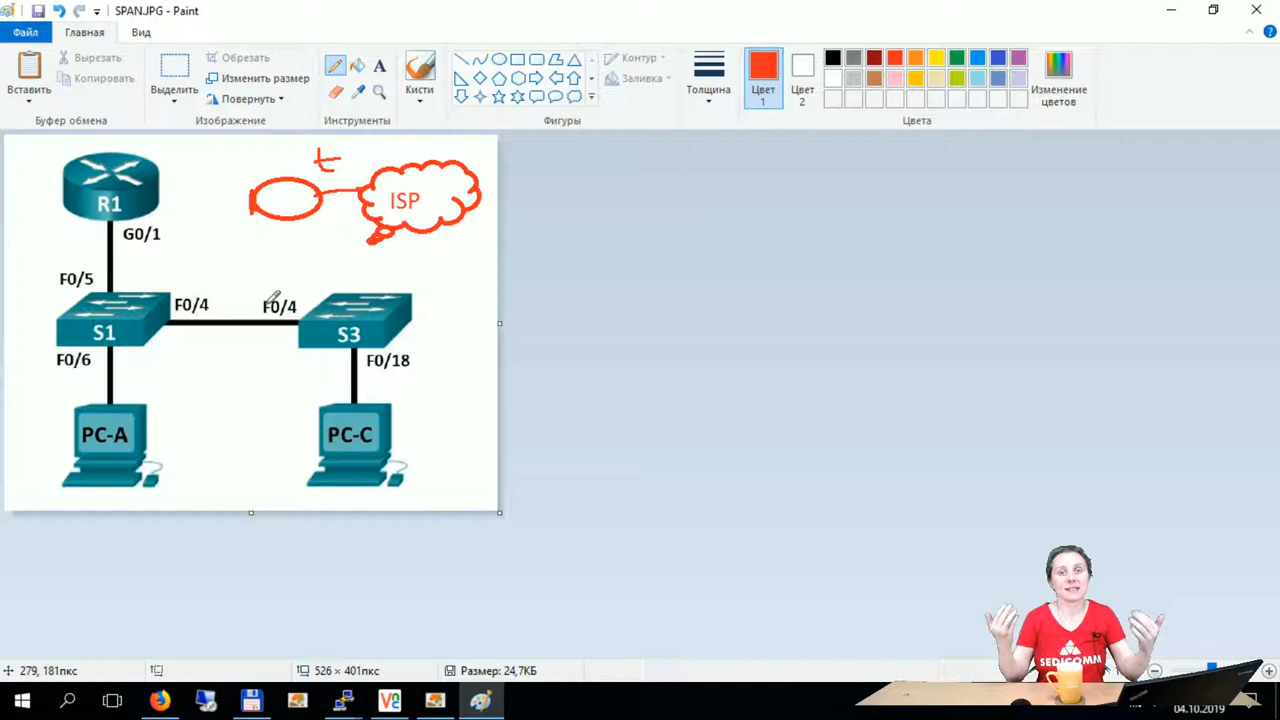 SPAN.JPG - Paint
Файл
Главная
Вид
Вставить
Вырезать
Копировать
Буфер обмена
Выделить
Обрезать
Изменить размер
Повернуть
Изображение
A
Инструменты
Кисти
Контур
Заливка
Фигуры
Толщина
Цвет
1
Цвет
2
Изменение
цветов
Цвета
t
R1
ISP
G0/1
F0/5
F0/4
F0/4
S1
S3
F0/6
F0/18
PC-A
PC-C
SEDICOMM
279, 181пкс
526 × 401пкс
Размер: 24,7КБ
04.10.2019